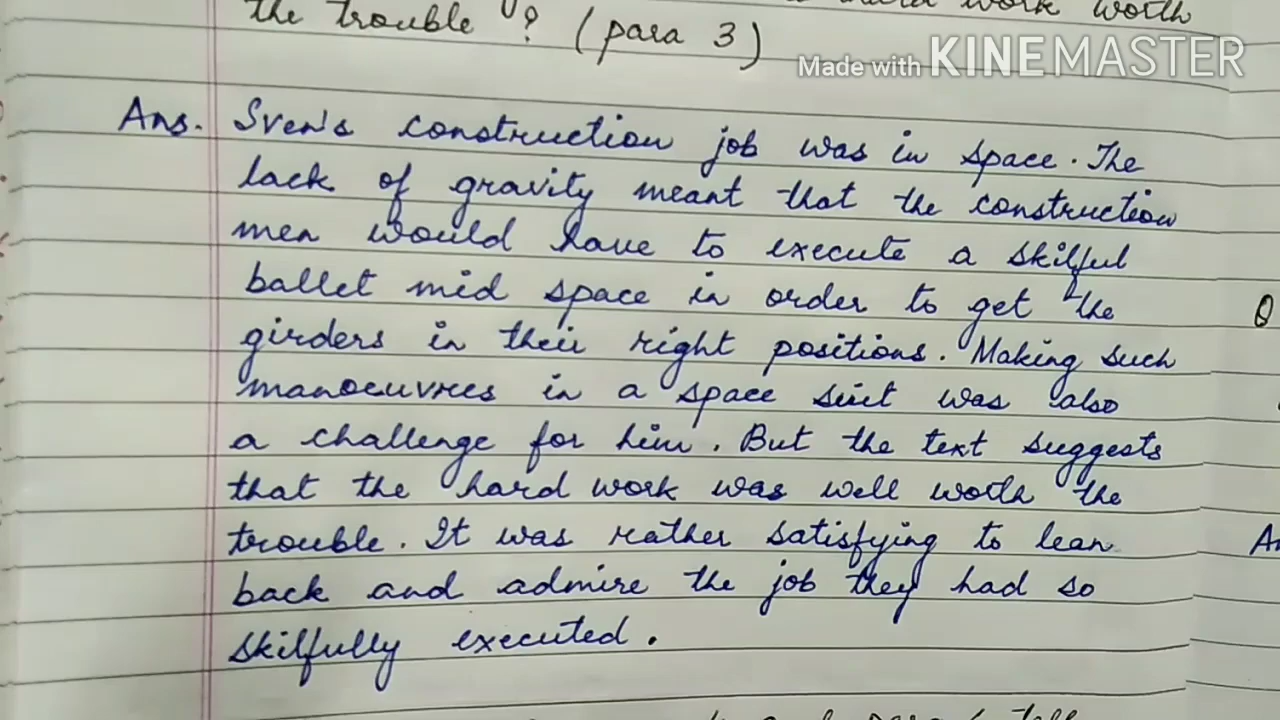 hard work worth
the trouble ? (para 3)
Made with KINEMASTER
Ans. Sven's construction job was in space. The
lack of gravity meant that the construction
men would have to execute a skilful
ballet mid space in order to get the
girders in their right positions. Making such
manoeuvres in a space suit was also
a challenge for him. But the text suggests
that the hard work was well worth the
trouble. It was rather satisfying to lean
back and admire the job they had so
skilfully executed.